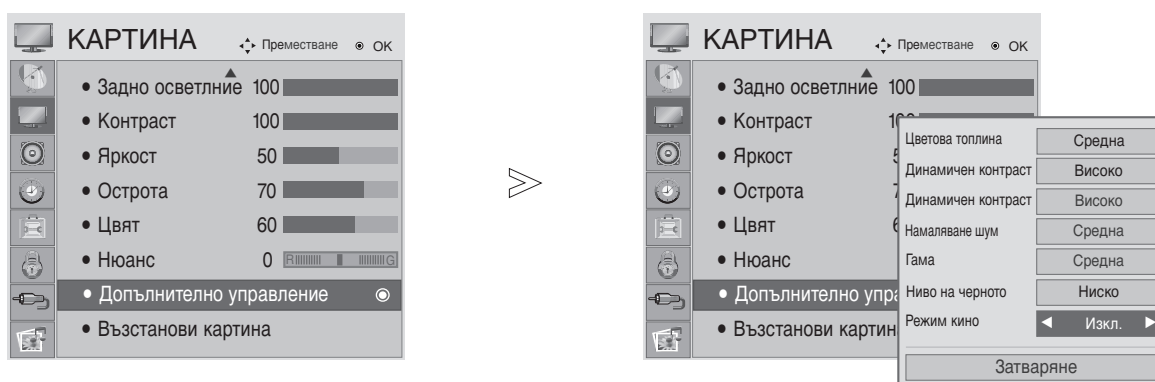 КАРТИНА Преместване OK
• Задно осветлние 100
• Контраст 100
• Яркост 50
• Острота 70
• Цвят 60
• Нюанс 0 R G
• Допълнително управление
• Възстанови картина
>>
КАРТИНА Преместване OK
• Задно осветлние 100
• Контраст
• Яркост
• Острота
• Цвят
• Нюанс
• Допълнително упра
• Възстанови картин
Цветова топлина Средна
Динамичен контраст Високо
Динамичен контраст Високо
Намаляване шум Средна
Гама Средна
Ниво на черното Ниско
Режим кино ◄ Изкл. ►
Затваряне